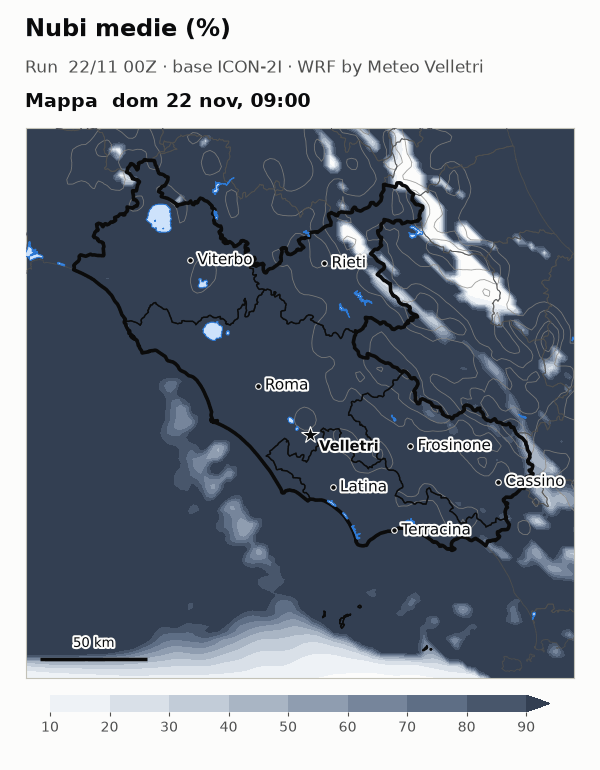 Nubi medie (%)
Run  22/11 00Z · base ICON-2I · WRF by Meteo Velletri
Mappa  dom 22 nov, 09:00
Viterbo
Rieti
Roma
Velletri
Frosinone
Latina
Cassino
Terracina
50 km
10 20 30 40 50 60 70 80 90